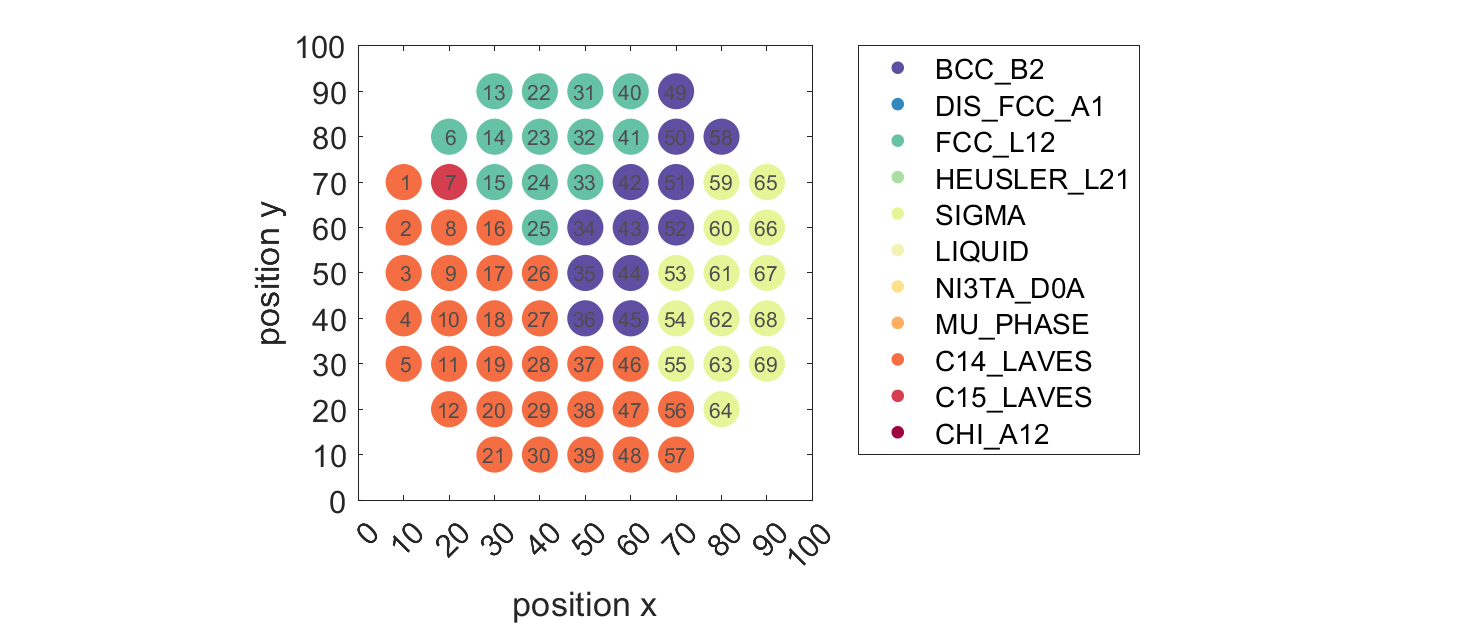 100
90
80
70
60
50
40
30
20
10
0
13 22 31 40 49
6 14 23 32 41 50 58
1 7 15 24 33 42 51 59 65
2 8 16 25 34 43 52 60 66
3 9 17 26 35 44 53 61 67
4 10 18 27 36 45 54 62 68
5 11 19 28 37 46 55 63 69
12 20 29 38 47 56 64
21 30 39 48 57
0 10 20 30 40 50 60 70 80 90 100
position x
position y
BCC_B2
DIS_FCC_A1
FCC_L12
HEUSLER_L21
SIGMA
LIQUID
NI3TA_D0A
MU_PHASE
C14_LAVES
C15_LAVES
CHI_A12